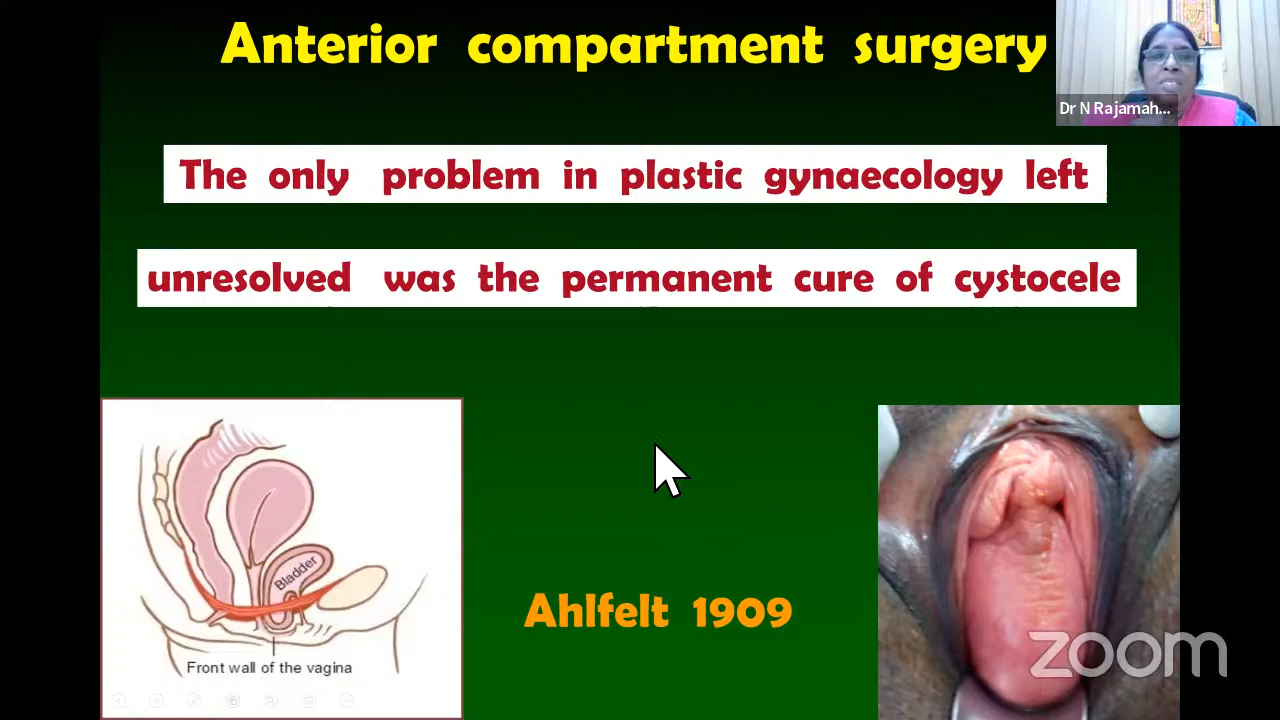 Anterior compartment surgery
Dr N Rajamah...
The only problem in plastic gynaecology left
unresolved was the permanent cure of cystocele
Bladder
Front wall of the vagina
Ahlfelt 1909
zoom